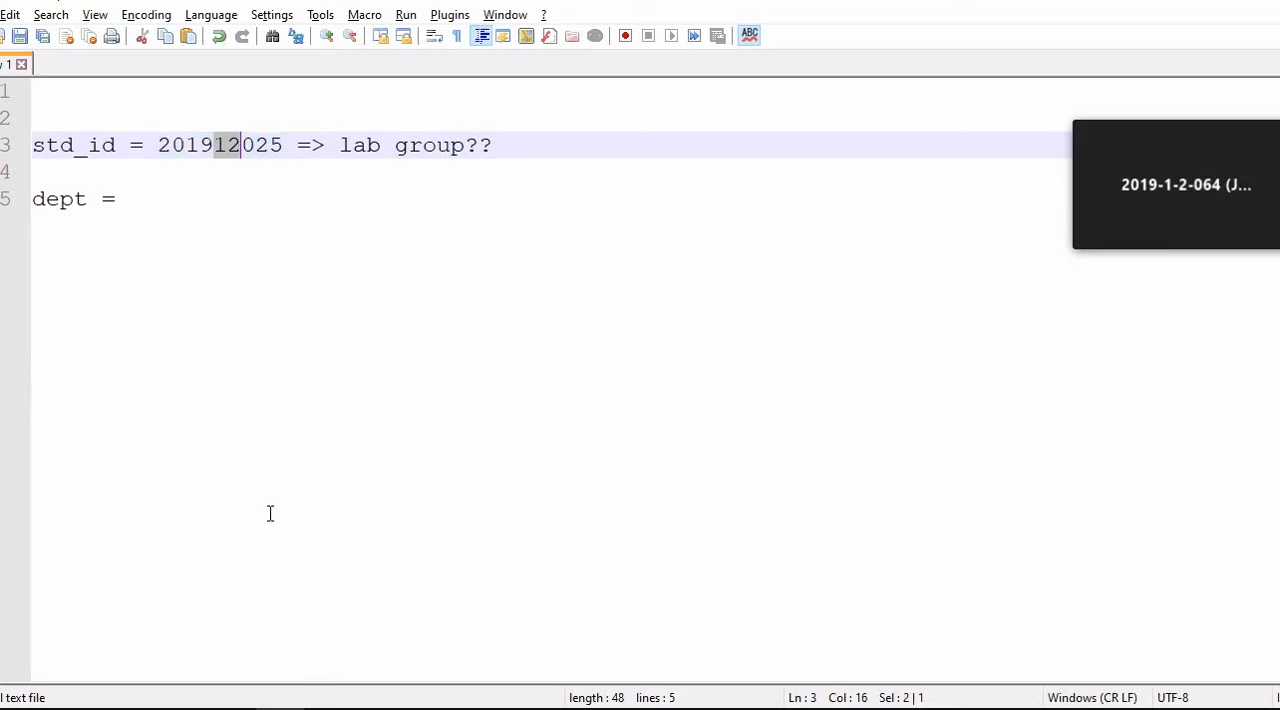 Edit Search View Encoding Language Settings Tools Macro Run Plugins Window ?
ABC
1
1
2
3 std_id = 201912025 => lab group??
4
5 dept =
2019-1-2-064 (J...
l text file length : 48 lines : 5 Ln : 3 Col : 16 Sel : 2 | 1 Windows (CR LF) UTF-8